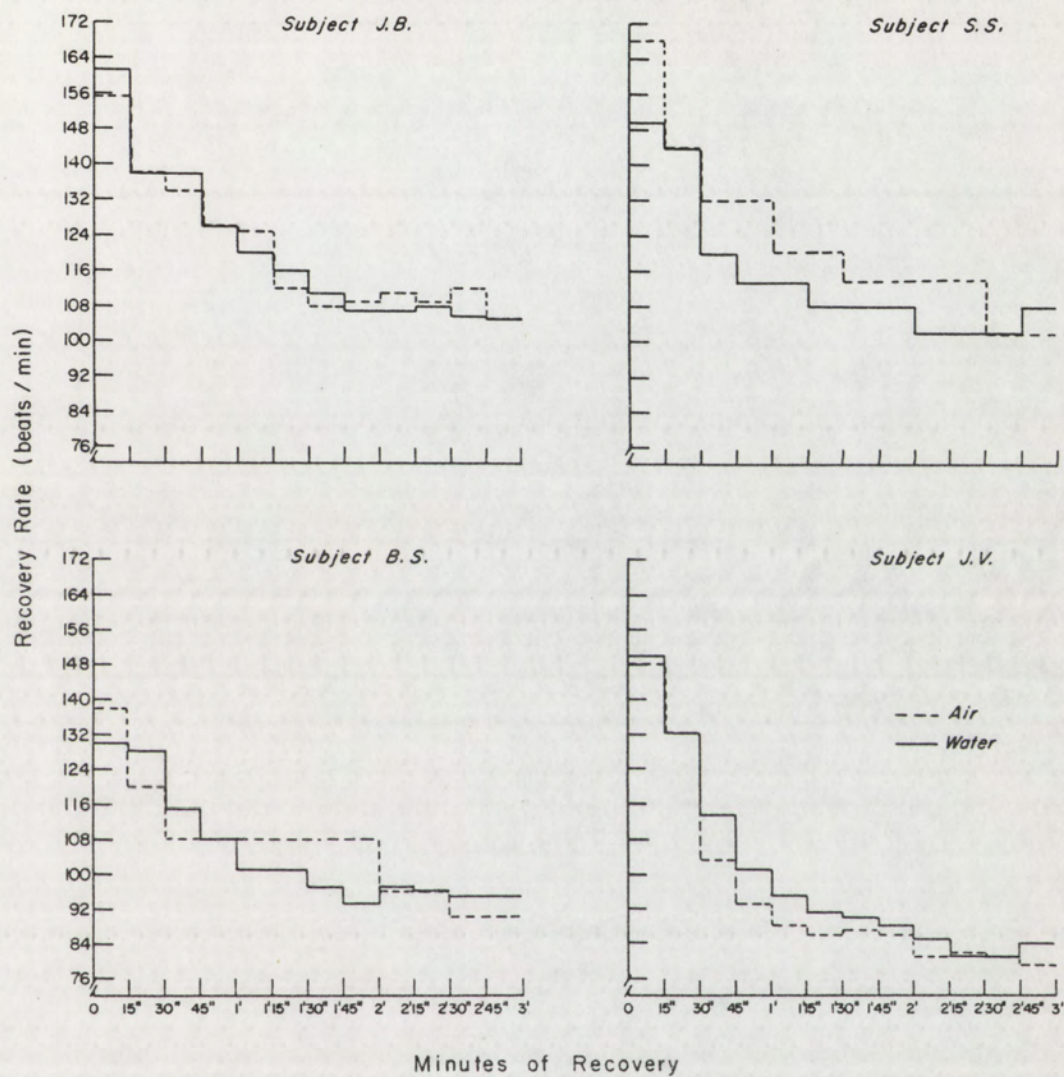 Subject J.B.
172
164
156
148
140
132
124
116
108
100
92
84
76
Subject S.S.
Recovery Rate (beats/min)
Subject B.S.
172
164
156
148
140
132
124
116
108
100
92
84
76
0 15" 30 45" 1' 1'15" 1'30" 1'45" 2' 2'15" 2'30" 2'45" 3'
Subject J.V.
Air
Water
0 15" 30" 45" 1' 1'15" 1'30" 1'45" 2' 2'15" 2'30" 2'45" 3'
Minutes of Recovery